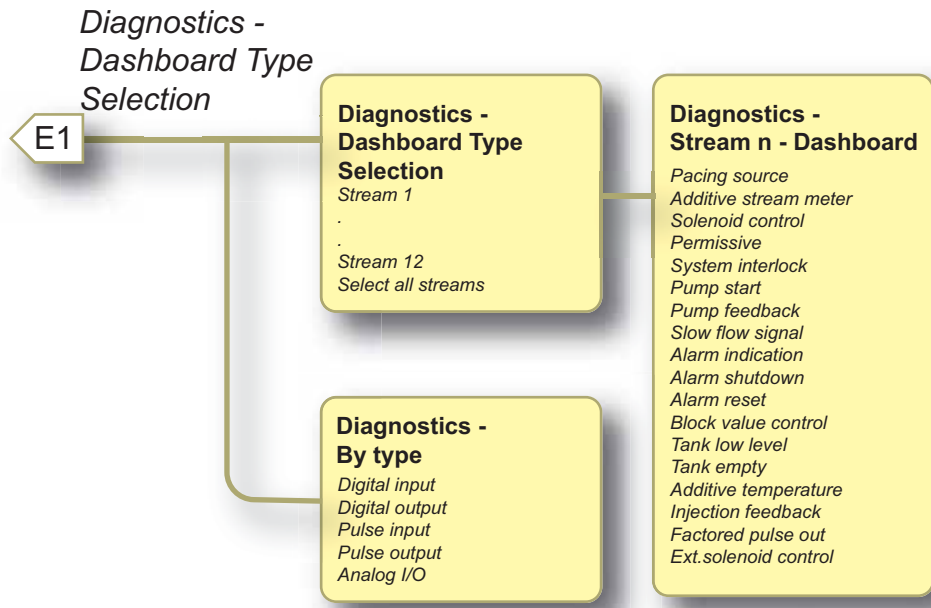 Diagnostics -
Dashboard Type
Selection
E1
Diagnostics -
Dashboard Type
Selection
Stream 1
.
.
Stream 12
Select all streams
Diagnostics -
Stream n - Dashboard
Pacing source
Additive stream meter
Solenoid control
Permissive
System interlock
Pump start
Pump feedback
Slow flow signal
Alarm indication
Alarm shutdown
Alarm reset
Block value control
Tank low level
Tank empty
Additive temperature
Injection feedback
Factored pulse out
Ext.solenoid control
Diagnostics -
By type
Digital input
Digital output
Pulse input
Pulse output
Analog I/O